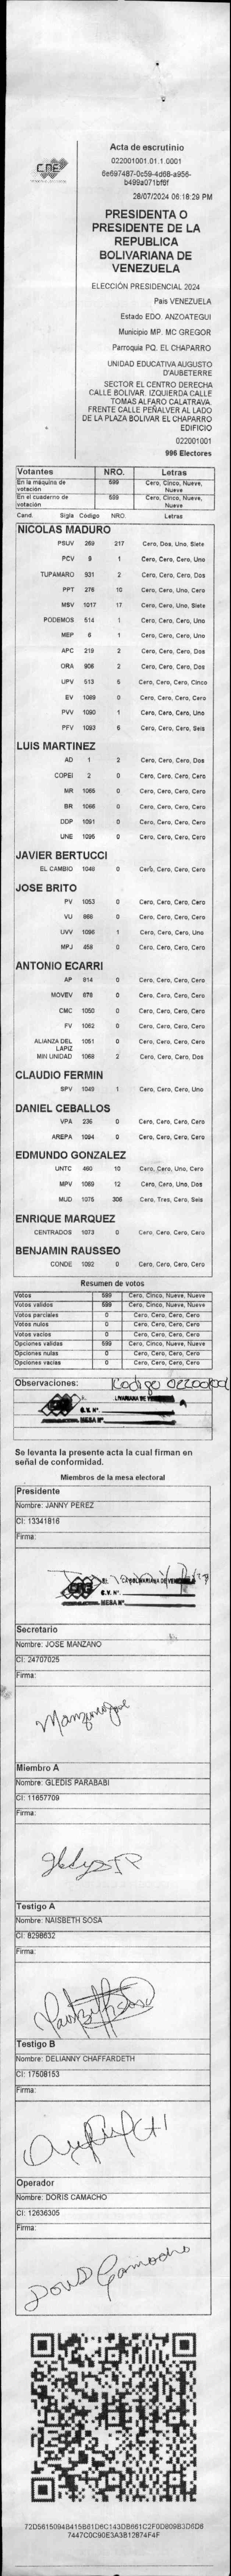 CNE
Acta de escrutinio
022001001.01.1.0001
6e697487-0c59-4d68-a956-
b499a071bf6f
28/07/2024 06:18:29 PM
PRESIDENTA O
PRESIDENTE DE LA
REPUBLICA
BOLIVARIANA DE
VENEZUELA
ELECCIÓN PRESIDENCIAL 2024
Pais VENEZUELA
Estado EDO. ANZOATEGUI
Municipio MP. MC GREGOR
Parroquia PQ. EL CHAPARRO
UNIDAD EDUCATIVA AUGUSTO
D'AUBETERRE
SECTOR EL CENTRO DERECHA
CALLE BOLIVAR. IZQUIERDA CALLE
TOMAS ALFARO CALATRAVA.
FRENTE CALLE PEÑALVER AL LADO
DE LA PLAZA BOLIVAR EL CHAPARRO
EDIFICIO
022001001
996 Electores
Votantes NRO. Letras
En la máquina de votación 599 Cero, Cinco, Nueve, Nueve
En el cuaderno de votación 599 Cero, Cinco, Nueve, Nueve
Cand. Sigla Código NRO. Letras
NICOLAS MADURO
PSUV 269 217 Cero, Dos, Uno, Siete
PCV 5 1 Cero, Cero, Cero, Uno
TUPAMARO 931 2 Cero, Cero, Cero, Dos
PPT 276 10 Cero, Cero, Uno, Cero
MSV 1017 17 Cero, Cero, Uno, Siete
PODEMOS 514 1 Cero, Cero, Cero, Uno
MEP 6 1 Cero, Cero, Cero, Uno
APC 219 2 Cero, Cero, Cero, Dos
ORA 906 2 Cero, Cero, Cero, Dos
UPV 513 5 Cero, Cero, Cero, Cinco
EV 1089 0 Cero, Cero, Cero, Cero
PVV 1090 1 Cero, Cero, Cero, Uno
PFV 1093 6 Cero, Cero, Cero, Seis
LUIS MARTINEZ
AD 1 2 Cero, Cero, Cero, Dos
COPEI 2 0 Cero, Cero, Cero, Cero
MR 1065 0 Cero, Cero, Cero, Cero
BR 1066 0 Cero, Cero, Cero, Cero
DDP 1091 0 Cero, Cero, Cero, Cero
UNE 1095 0 Cero, Cero, Cero, Cero
JAVIER BERTUCCI
EL CAMBIO 1048 0 Cero, Cero, Cero, Cero
JOSE BRITO
PV 1053 0 Cero, Cero, Cero, Cero
VU 868 0 Cero, Cero, Cero, Cero
UVV 1096 1 Cero, Cero, Cero, Uno
MPJ 458 0 Cero, Cero, Cero, Cero
ANTONIO ECARRI
AP 814 0 Cero, Cero, Cero, Cero
MOVEV 678 0 Cero, Cero, Cero, Cero
CMC 1050 0 Cero, Cero, Cero, Cero
FV 1062 0 Cero, Cero, Cero, Cero
ALIANZA DEL LAPIZ 1051 0 Cero, Cero, Cero, Cero
MIN UNIDAD 1068 2 Cero, Cero, Cero, Dos
CLAUDIO FERMIN
SPV 1049 1 Cero, Cero, Cero, Uno
DANIEL CEBALLOS
VPA 236 0 Cero, Cero, Cero, Cero
AREPA 1094 0 Cero, Cero, Cero, Cero
EDMUNDO GONZALEZ
UNTC 460 10 Cero, Cero, Uno, Cero
MPV 1069 12 Cero, Cero, Uno, Dos
MUD 1075 306 Cero, Tres, Cero, Seis
ENRIQUE MARQUEZ
CENTRADOS 1073 0 Cero, Cero, Cero, Cero
BENJAMIN RAUSSEO
CONDE 1092 0 Cero, Cero, Cero, Cero
Resumen de votos
Votos 599 Cero, Cinco, Nueve, Nueve
Votos validos 599 Cero, Cinco, Nueve, Nueve
Votos parciales 0 Cero, Cero, Cero, Cero
Votos nulos 0 Cero, Cero, Cero, Cero
Votos vacios 0 Cero, Cero, Cero, Cero
Opciones validas 599 Cero, Cinco, Nueve, Nueve
Opciones nulas 0 Cero, Cero, Cero, Cero
Opciones vacias 0 Cero, Cero, Cero, Cero
Observaciones: Codigo
C.V. Nº
MESA Nº
Se levanta la presente acta la cual firman en
señal de conformidad.
Miembros de la mesa electoral
Presidente
Nombre: JANNY PEREZ
CI: 13341816
Firma:
CNE
C.V. Nº
MESA Nº
Secretario
Nombre: JOSE MANZANO
CI: 24707025
Firma:
Miembro A
Nombre: GLEDIS PARABABI
CI: 11657709
Firma:
Testigo A
Nombre: NAISBETH SOSA
CI: 8298632
Firma:
Testigo B
Nombre: DELIANNY CHAFFARDETH
CI: 17508153
Firma:
Operador
Nombre: DORIS CAMACHO
CI: 12636305
Firma:
Doris Camacho
72D5615094B415B81D6C143DB661C2F0D809B3D6D8
7447C0C90E3A3B12874F4F